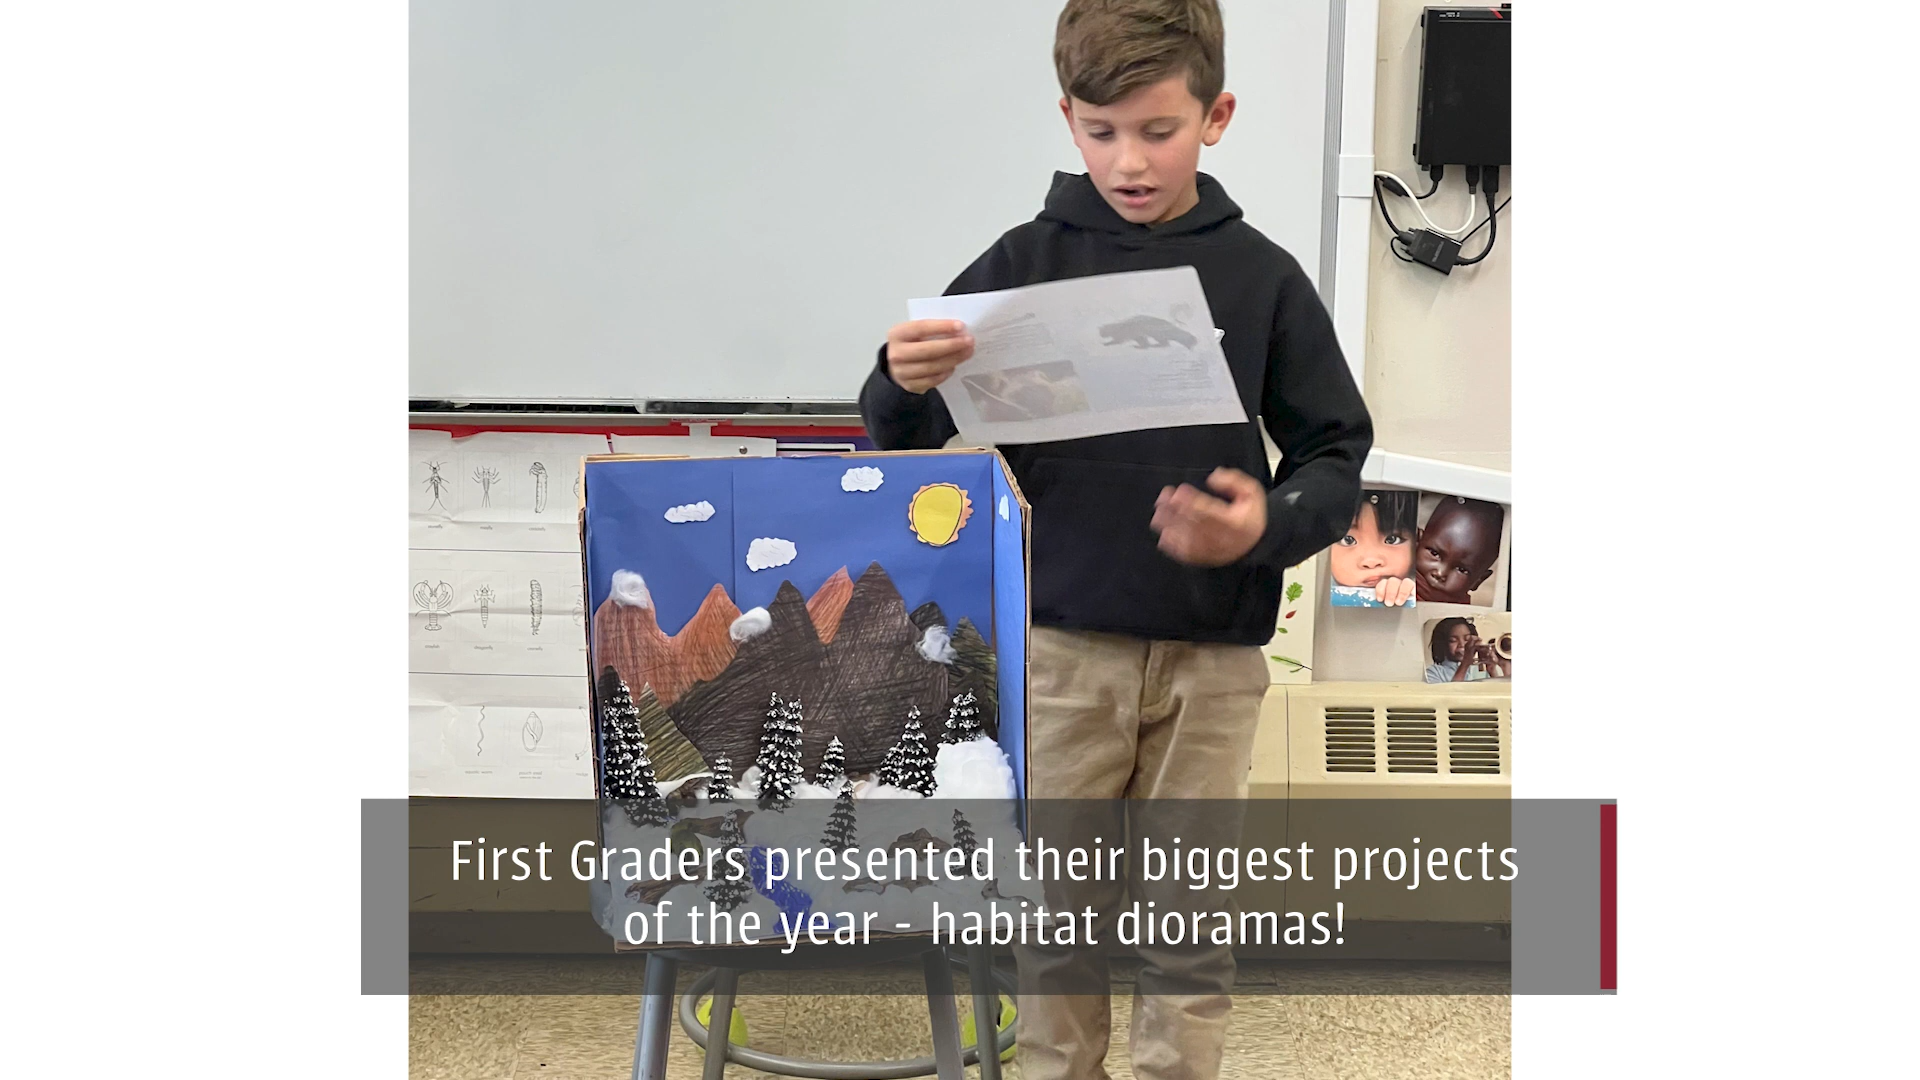 First Graders presented their biggest projects
of the year - habitat dioramas!